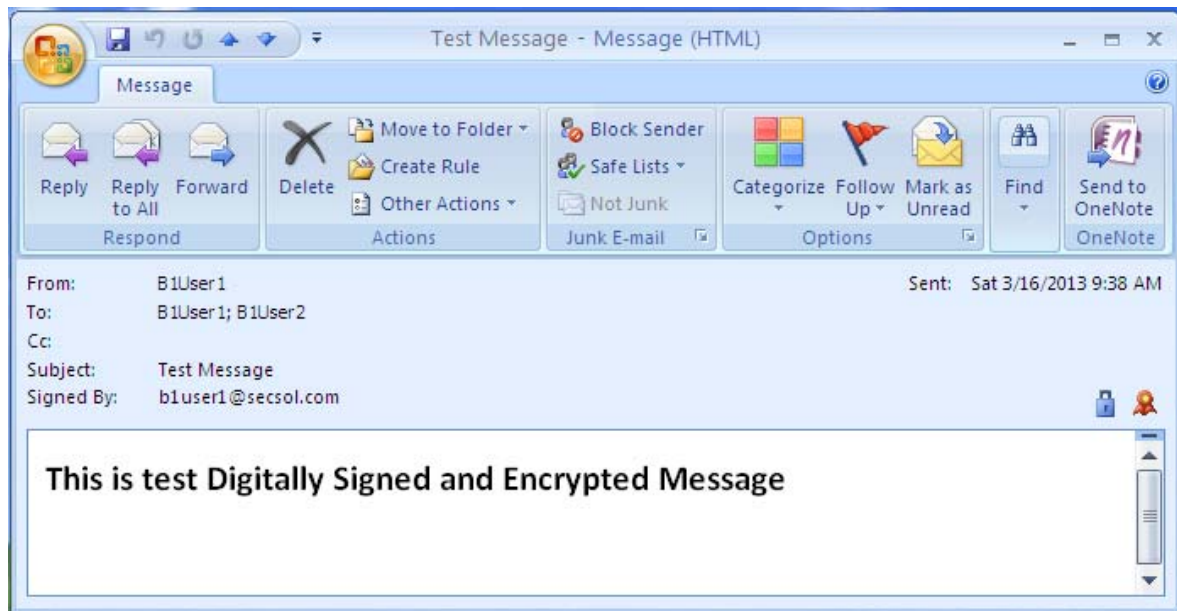 Test Message - Message (HTML)
Message
Reply
Reply to All
Forward
Respond
Delete
Move to Folder
Create Rule
Other Actions
Actions
Block Sender
Safe Lists
Not Junk
Junk E-mail
Categorize
Follow Up
Mark as Unread
Options
Find
Send to OneNote
OneNote
From: B1User1
Sent: Sat 3/16/2013 9:38 AM
To: B1User1; B1User2
Cc:
Subject: Test Message
Signed By: b1user1@secsol.com
This is test Digitally Signed and Encrypted Message